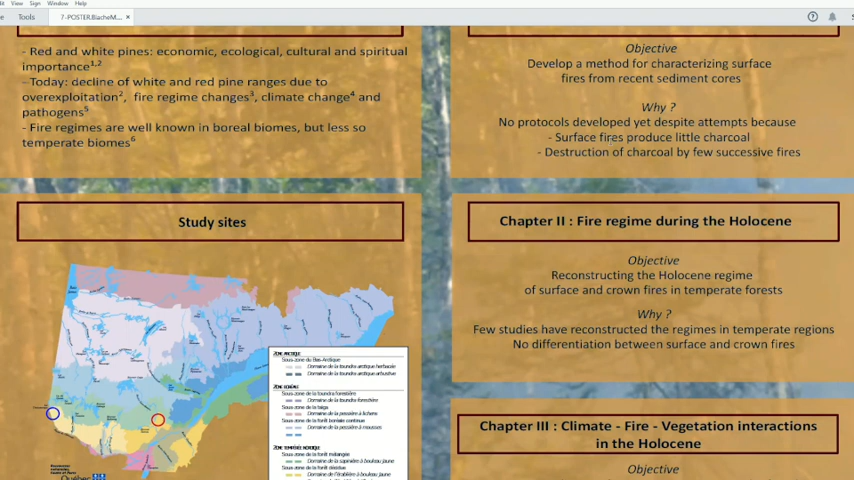 View Sign Window Help
Tools
7-POSTER.BiacheM... ×
- Red and white pines: economic, ecological, cultural and spiritual
importance1,2
- Today: decline of white and red pine ranges due to
overexploitation2, fire regime changes3, climate change4 and
pathogens5
- Fire regimes are well known in boreal biomes, but less so
temperate biomes6
Study sites
ZONE ARCTIQUE
Sous-zone du Bas-Arctique
Domaine de la toundra arctique herbacée
Domaine de la toundra arctique arbustive
Sous-zone de la toundra forestière
Domaine de la toundra forestière
Sous-zone de la taïga
Domaine de la pessière à lichens
Sous-zone de la forêt boréale continue
Domaine de la pessière à mousses
Sous-zone de la forêt mélangée
Domaine de la sapinière à bouleau jaune
Sous-zone de la forêt décidue
Domaine de l'érablière à bouleau jaune
Québec
Objective
Develop a method for characterizing surface
fires from recent sediment cores
Why ?
No protocols developed yet despite attempts because
- Surface fires produce little charcoal
- Destruction of charcoal by few successive fires
Chapter II : Fire regime during the Holocene
Objective
Reconstructing the Holocene regime
of surface and crown fires in temperate forests
Why ?
Few studies have reconstructed the regimes in temperate regions
No differentiation between surface and crown fires
Chapter III : Climate - Fire - Vegetation interactions
in the Holocene
Objective